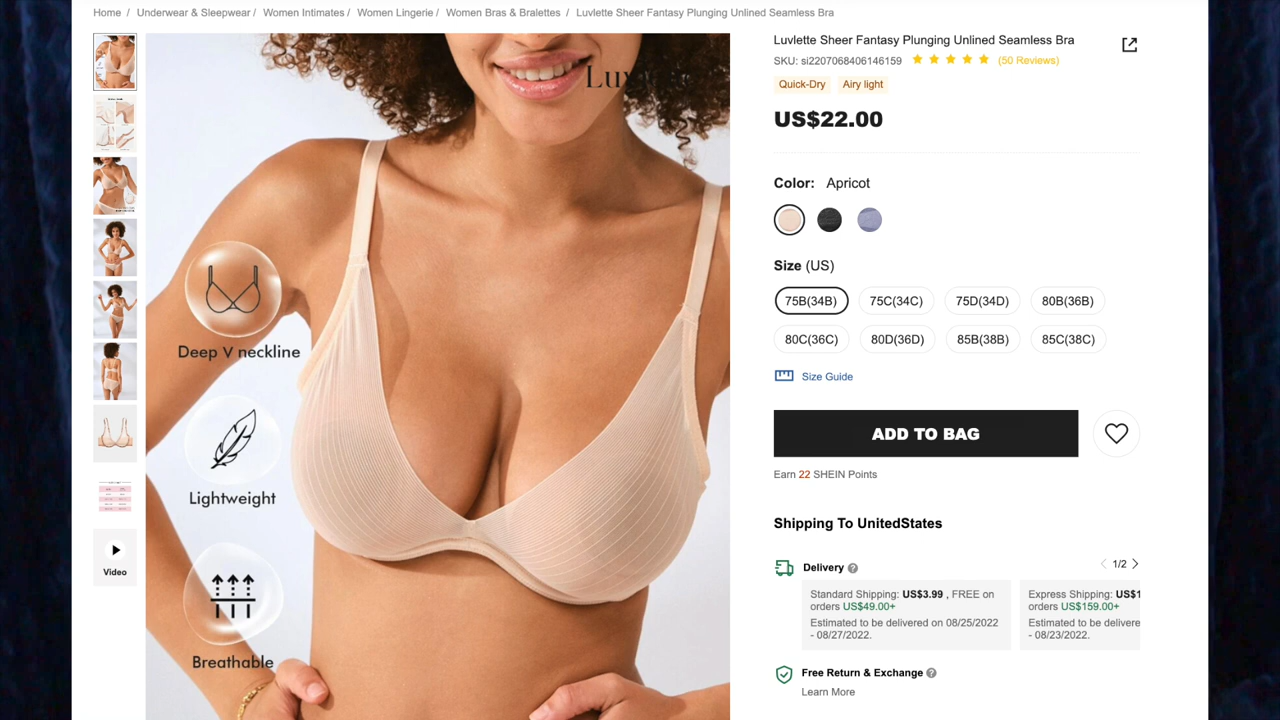 Home / Underwear & Sleepwear / Women Intimates / Women Lingerie / Women Bras & Bralettes / Luvlette Sheer Fantasy Plunging Unlined Seamless Bra
Luvlette Sheer Fantasy Plunging Unlined Seamless Bra
SKU: si2207068406146159 (50 Reviews)
Quick-Dry Airy light
US$22.00
Color: Apricot
Size (US)
75B(34B) 75C(34C) 75D(34D) 80B(36B)
80C(36C) 80D(36D) 85B(38B) 85C(38C)
Size Guide
ADD TO BAG
Earn 22 SHEIN Points
Shipping To UnitedStates
Delivery ? 1/2
Standard Shipping: US$3.99 , FREE on
orders US$49.00+
Estimated to be delivered on 08/25/2022
- 08/27/2022.
Express Shipping: US$1
orders US$159.00+
Estimated to be delivere
- 08/23/2022.
Free Return & Exchange ?
Learn More
Deep V neckline
Lightweight
Breathable
Video